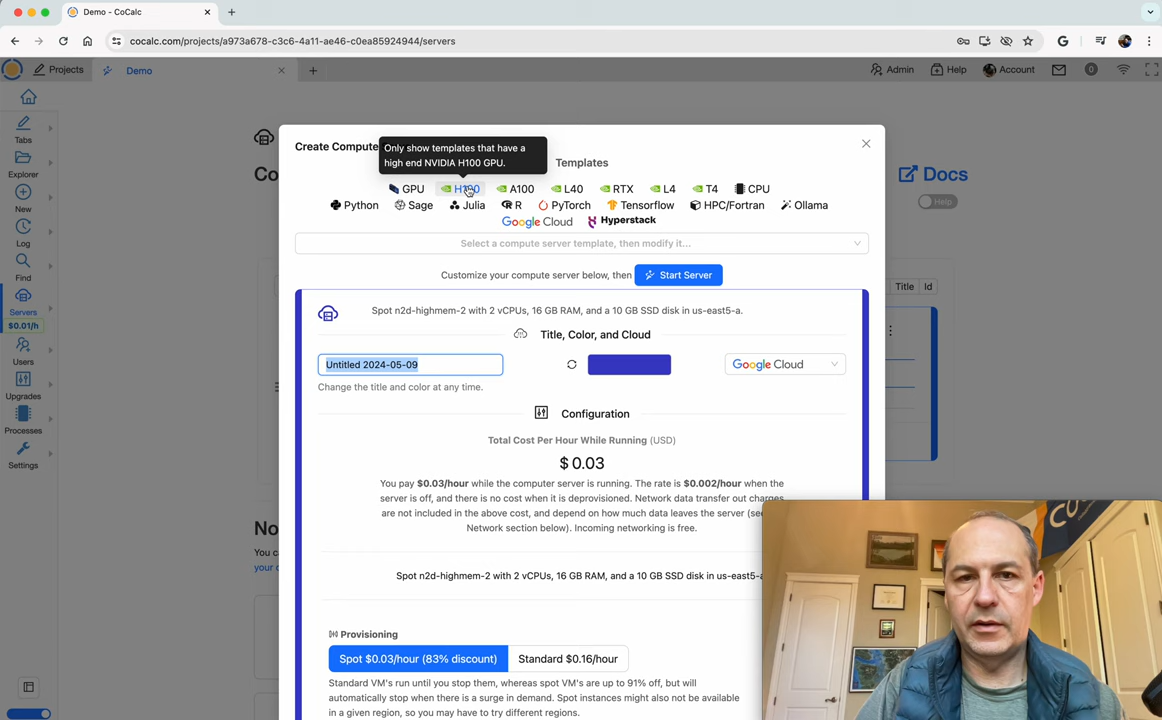 Demo - CoCalc
cocalc.com/projects/a973a678-c3c6-4a11-ae46-c0ea85924944/servers
Projects
Demo
Admin
Help
Account
0
Tabs
Explorer
New
Log
Find
Servers
$0.01/h
Users
Upgrades
Processes
Settings
Co
Docs
Help
Title Id
No
You ca
your c
Create Compute
Only show templates that have a
high end NVIDIA H100 GPU.
Templates
GPU H100 A100 L40 RTX L4 T4 CPU
Python Sage Julia R PyTorch Tensorflow HPC/Fortran Ollama
Google Cloud Hyperstack
Select a compute server template, then modify it...
Customize your compute server below, then Start Server
Spot n2d-highmem-2 with 2 vCPUs, 16 GB RAM, and a 10 GB SSD disk in us-east5-a.
Title, Color, and Cloud
Untitled 2024-05-09
Google Cloud
Change the title and color at any time.
Configuration
Total Cost Per Hour While Running (USD)
$ 0.03
You pay $0.03/hour while the computer server is running. The rate is $0.002/hour when the
server is off, and there is no cost when it is deprovisioned. Network data transfer out charges
are not included in the above cost, and depend on how much data leaves the server (see
Network section below). Incoming networking is free.
Spot n2d-highmem-2 with 2 vCPUs, 16 GB RAM, and a 10 GB SSD disk in us-east5-a
Provisioning
Spot $0.03/hour (83% discount) Standard $0.16/hour
Standard VM's run until you stop them, whereas spot VM's are up to 91% off, but will
automatically stop when there is a surge in demand. Spot instances might also not be available
in a given region, so you may have to try different regions.